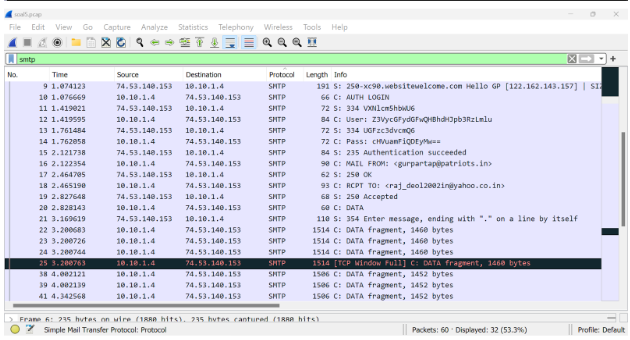 File Edit View Go Capture Analyze Statistics Telephony Wireless Tools Help
smtp
No. Time Source Destination Protocol Length Info
9 1.074123 74.53.140.153 10.10.1.4 SMTP 191 S: 250-xc90.websitewelcome.com Hello GP [122.162.143.157] | SIZ
10 1.076669 10.10.1.4 74.53.140.153 SMTP 66 C: AUTH LOGIN
11 1.419021 74.53.140.153 10.10.1.4 SMTP 72 S: 334 VXNlcm5hbWU6
12 1.419595 10.10.1.4 74.53.140.153 SMTP 84 C: User: Z3VycGFydGFwQHBhdHJpb3RzLmlu
13 1.761484 74.53.140.153 10.10.1.4 SMTP 72 S: 334 UGFzc3dvcmQ6
14 1.762058 10.10.1.4 74.53.140.153 SMTP 72 C: Pass: cHVuamFiQDEyMw==
15 2.121738 74.53.140.153 10.10.1.4 SMTP 84 S: 235 Authentication succeeded
16 2.122354 10.10.1.4 74.53.140.153 SMTP 90 C: MAIL FROM: <gurpartap@patriots.in>
17 2.464705 74.53.140.153 10.10.1.4 SMTP 62 S: 250 OK
18 2.465190 10.10.1.4 74.53.140.153 SMTP 93 C: RCPT TO: <raj_deol2002in@yahoo.co.in>
19 2.827648 74.53.140.153 10.10.1.4 SMTP 68 S: 250 Accepted
20 2.828343 10.10.1.4 74.53.140.153 SMTP 60 C: DATA
21 3.169619 74.53.140.153 10.10.1.4 SMTP 110 S: 354 Enter message, ending with "." on a line by itself
22 3.200683 10.10.1.4 74.53.140.153 SMTP 1514 C: DATA fragment, 1460 bytes
23 3.200726 10.10.1.4 74.53.140.153 SMTP 1514 C: DATA fragment, 1460 bytes
24 3.200744 10.10.1.4 74.53.140.153 SMTP 1514 C: DATA fragment, 1460 bytes
25 3.200763 10.10.1.4 74.53.140.153 SMTP 1514 [TCP Window Full] C: DATA fragment, 1460 bytes
38 4.002121 10.10.1.4 74.53.140.153 SMTP 1506 C: DATA fragment, 1452 bytes
39 4.002139 10.10.1.4 74.53.140.153 SMTP 1506 C: DATA fragment, 1452 bytes
41 4.342568 10.10.1.4 74.53.140.153 SMTP 1506 C: DATA fragment, 1452 bytes
> Frame 6: 235 bytes on wire (1880 bits), 235 bytes captured (1880 bits)
Simple Mail Transfer Protocol: Protocol Packets: 60 · Displayed: 32 (53.3%) Profile: Default